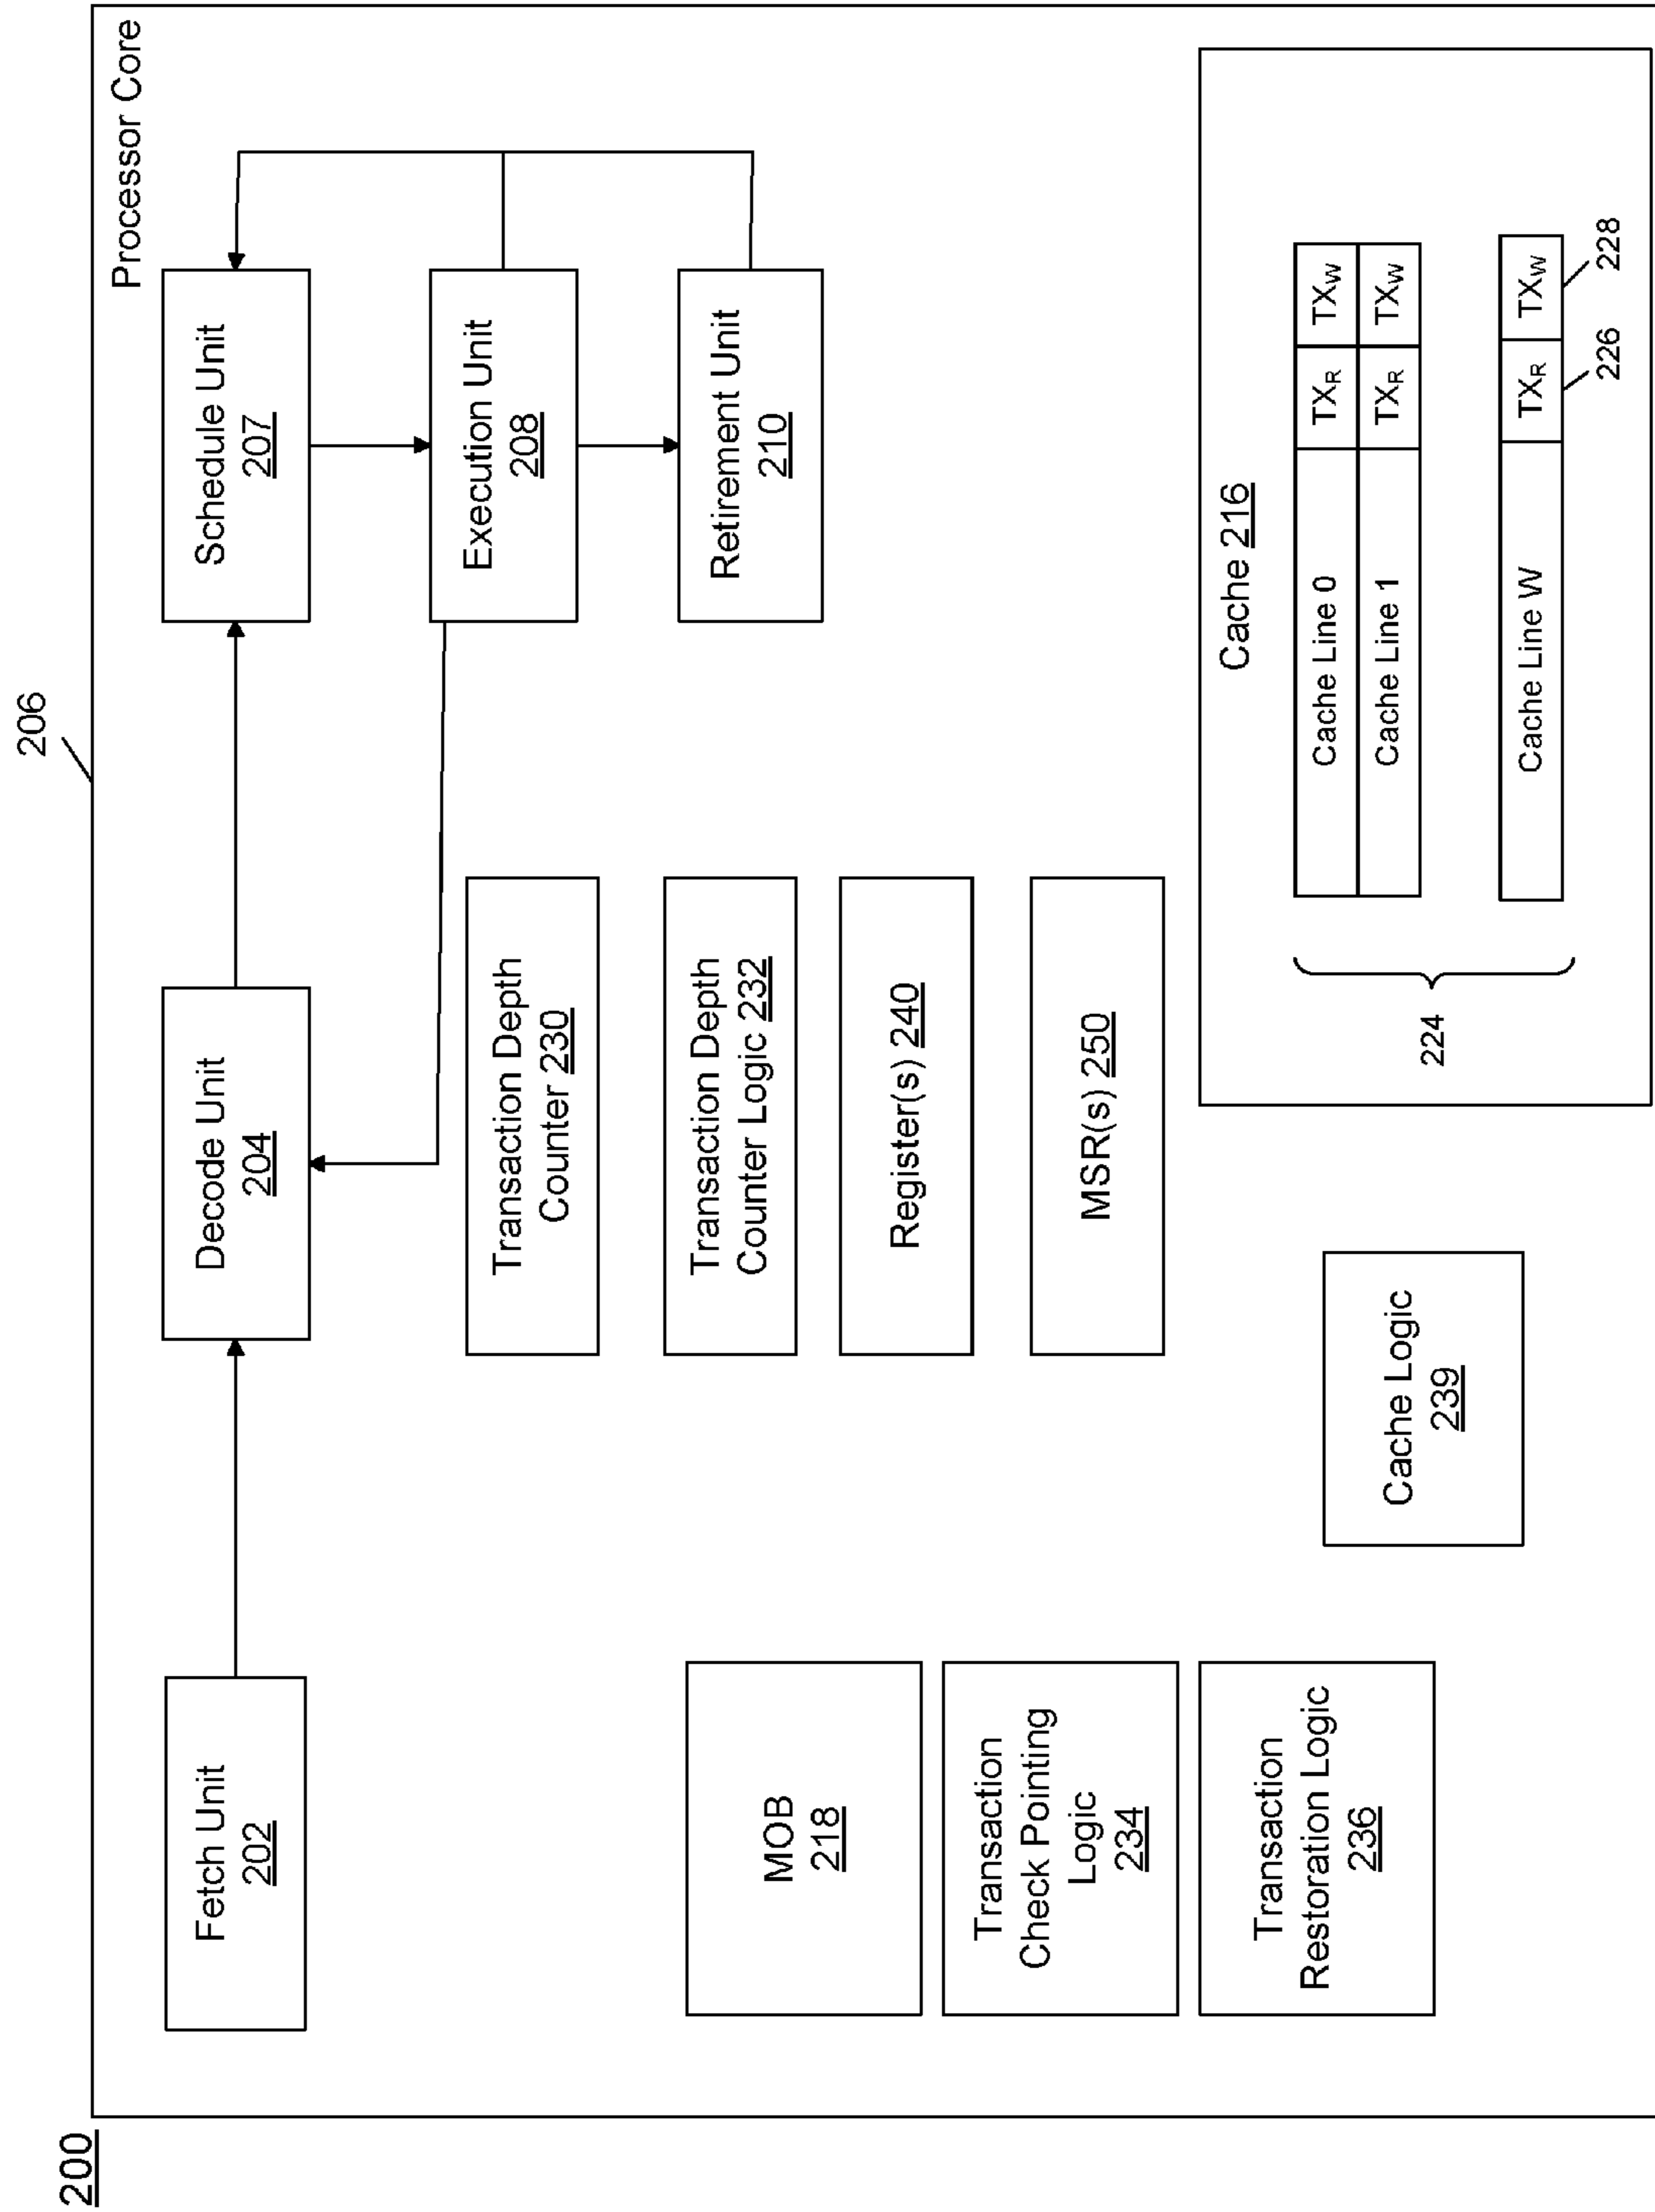 200
206
Processor Core
Fetch Unit
202
Decode Unit
204
Schedule Unit
207
Execution Unit
208
Retirement Unit
210
Transaction Depth
Counter 230
Transaction Depth
Counter Logic 232
Register(s) 240
MSR(s) 250
MOB
218
Transaction
Check Pointing
Logic
234
Transaction
Restoration Logic
236
Cache Logic
239
Cache 216
Cache Line 0 TXR TXW
Cache Line 1 TXR TXW
Cache Line W TXR TXW
224
226
228